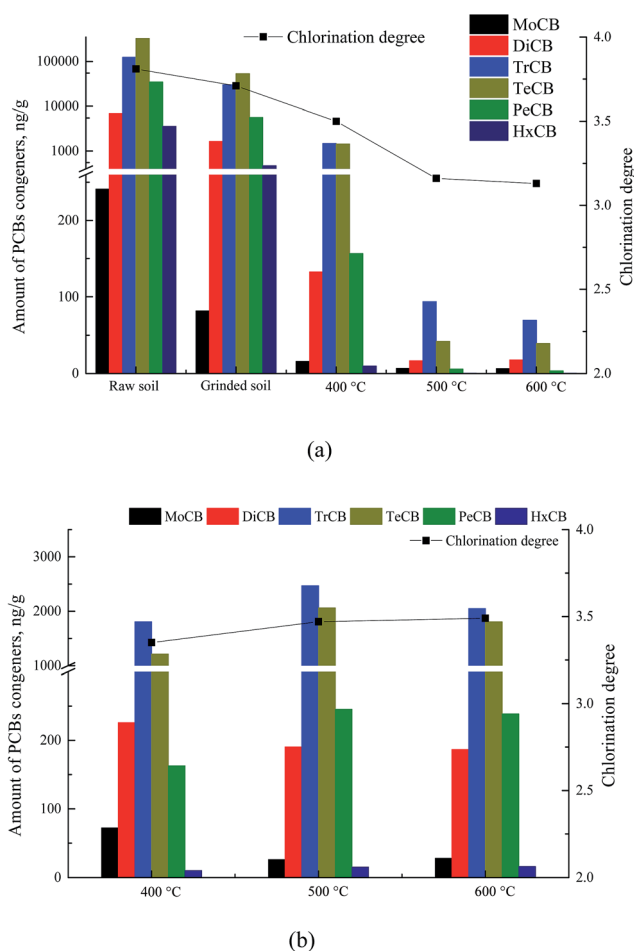 Chlorination degree
MoCB
DiCB
TrCB
TeCB
PeCB
HxCB
Amount of PCBs congeners, ng/g
100000
10000
1000
200
100
0
4.0
3.5
3.0
2.5
2.0
Chlorination degree
Raw soil Grinded soil 400 °C 500 °C 600 °C
(a)
MoCB DiCB TrCB TeCB PeCB HxCB
Chlorination degree
Amount of PCBs congeners, ng/g
3000
2000
1000
200
100
0
4.0
3.5
3.0
2.5
2.0
Chlorination degree
400 °C 500 °C 600 °C
(b)